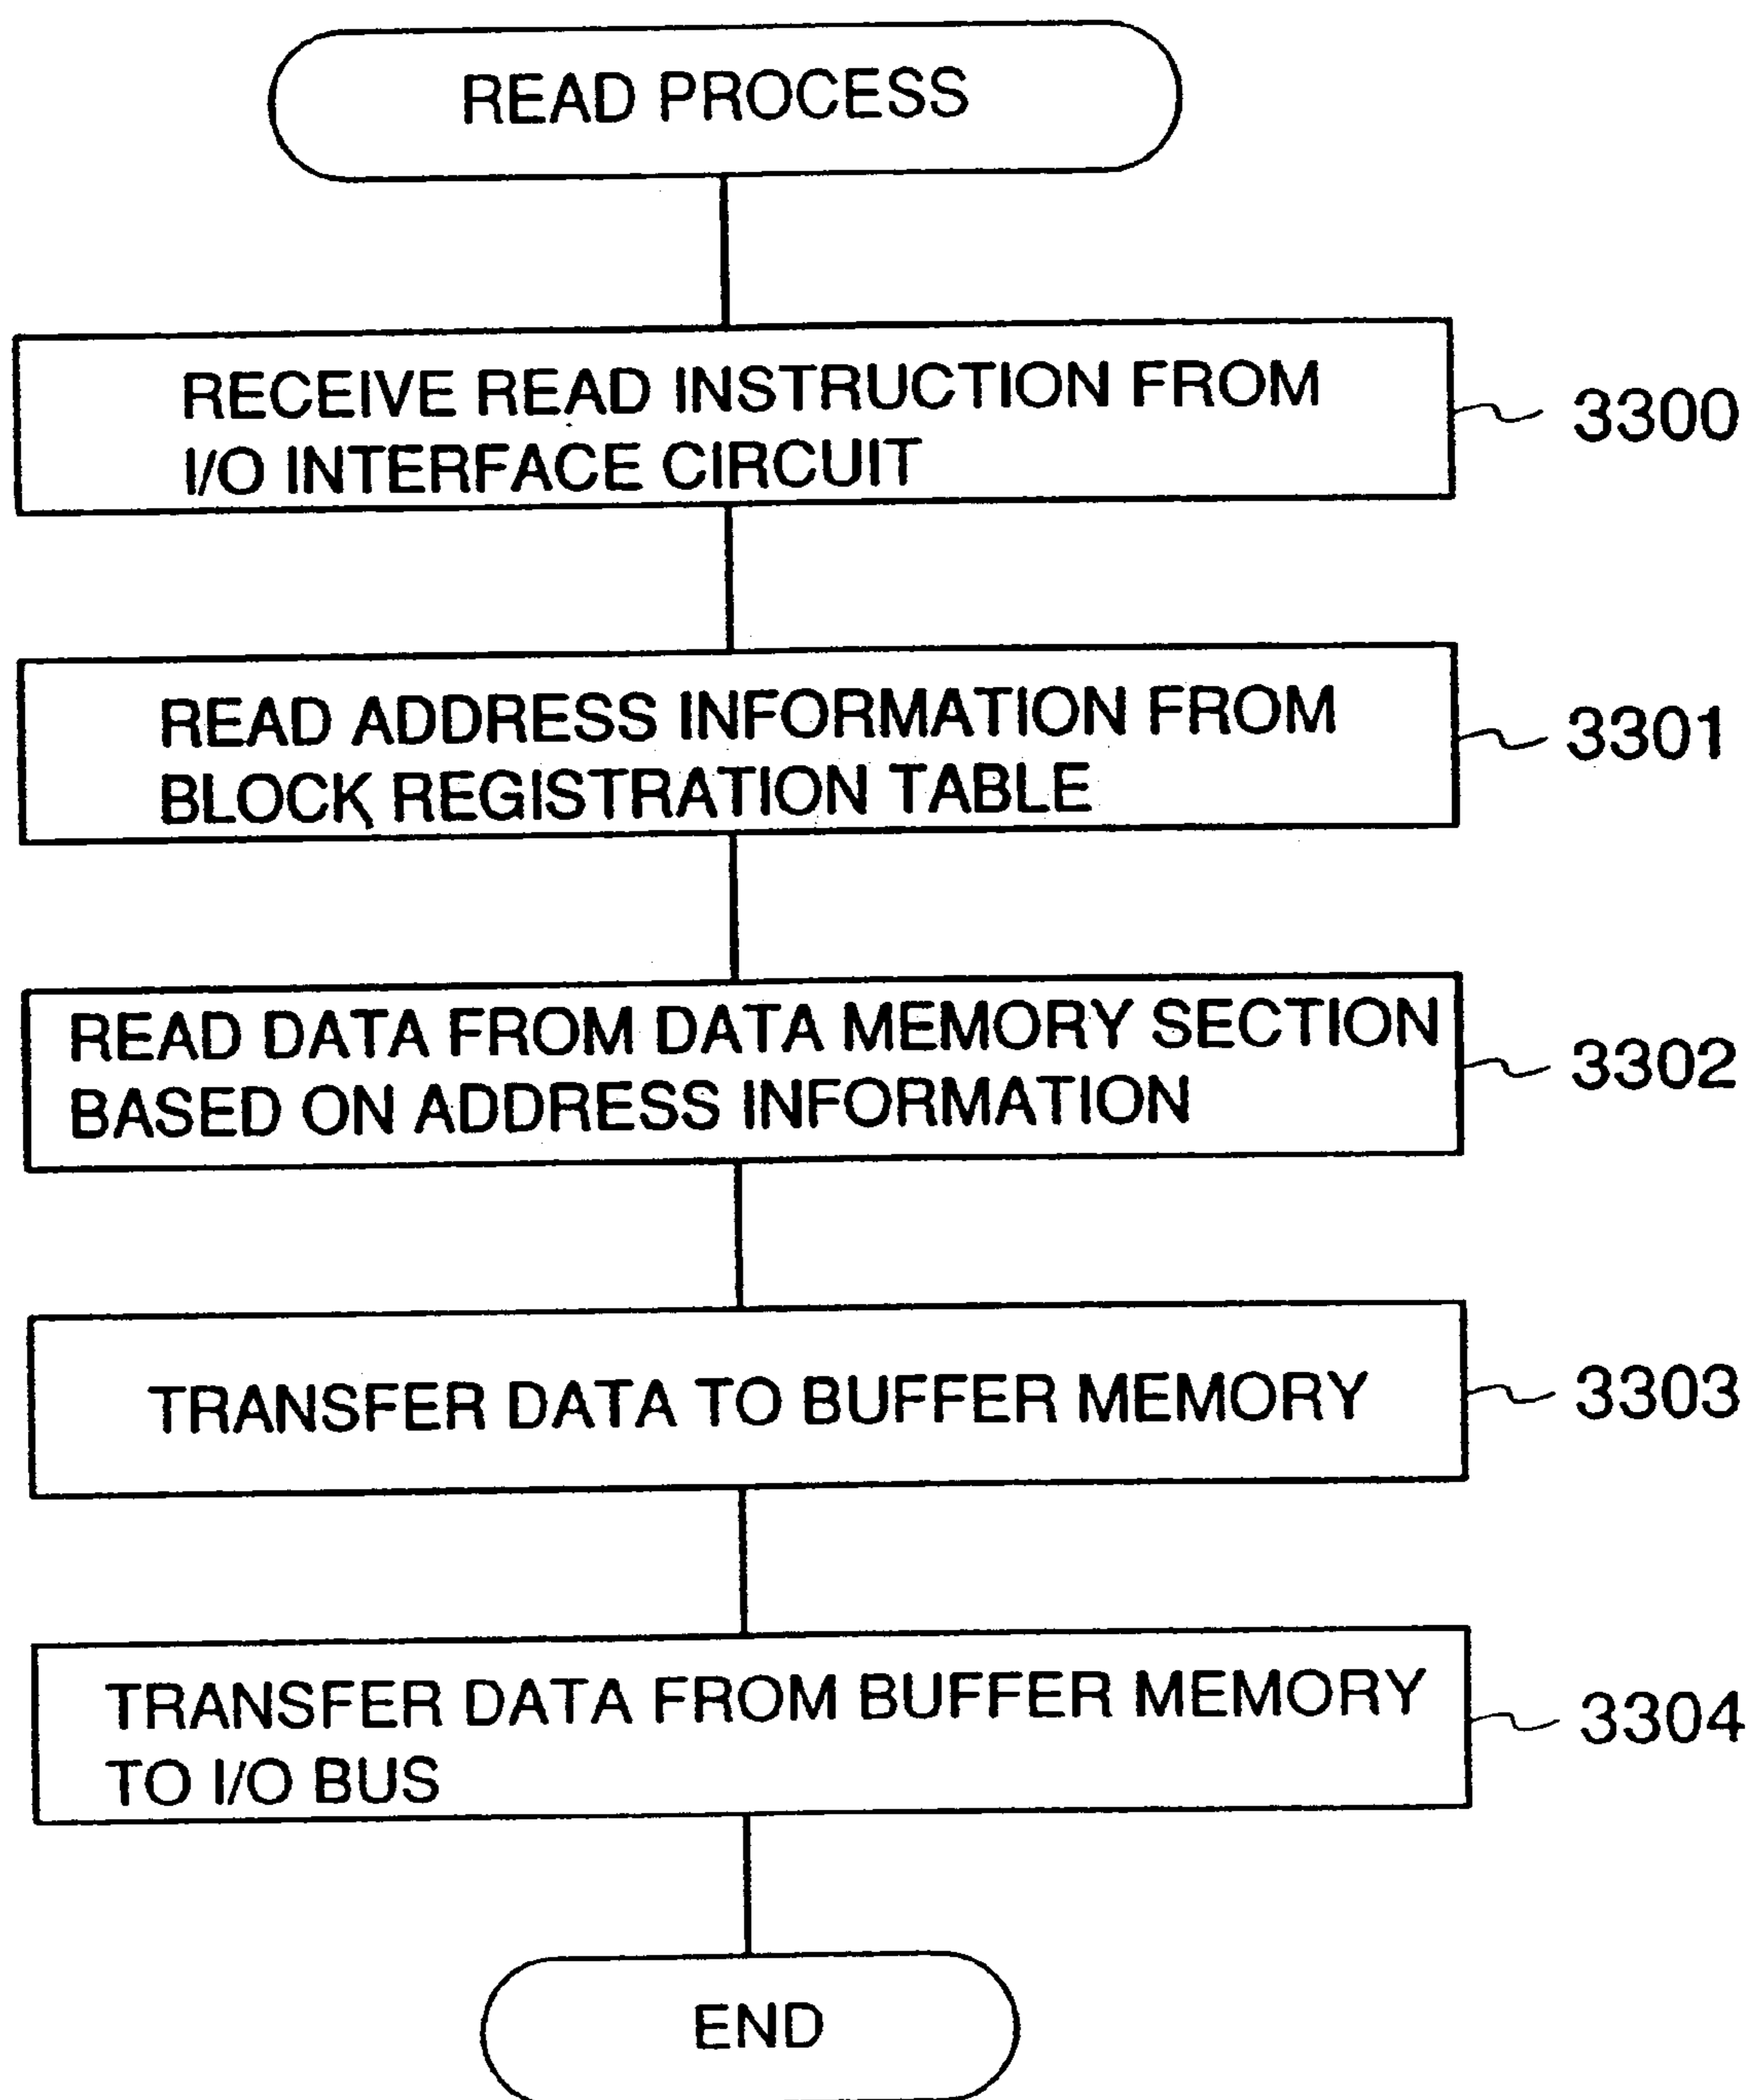 READ PROCESS
RECEIVE READ INSTRUCTION FROM
I/O INTERFACE CIRCUIT
3300
READ ADDRESS INFORMATION FROM
BLOCK REGISTRATION TABLE
3301
READ DATA FROM DATA MEMORY SECTION
BASED ON ADDRESS INFORMATION
3302
TRANSFER DATA TO BUFFER MEMORY
3303
TRANSFER DATA FROM BUFFER MEMORY
TO I/O BUS
3304
END